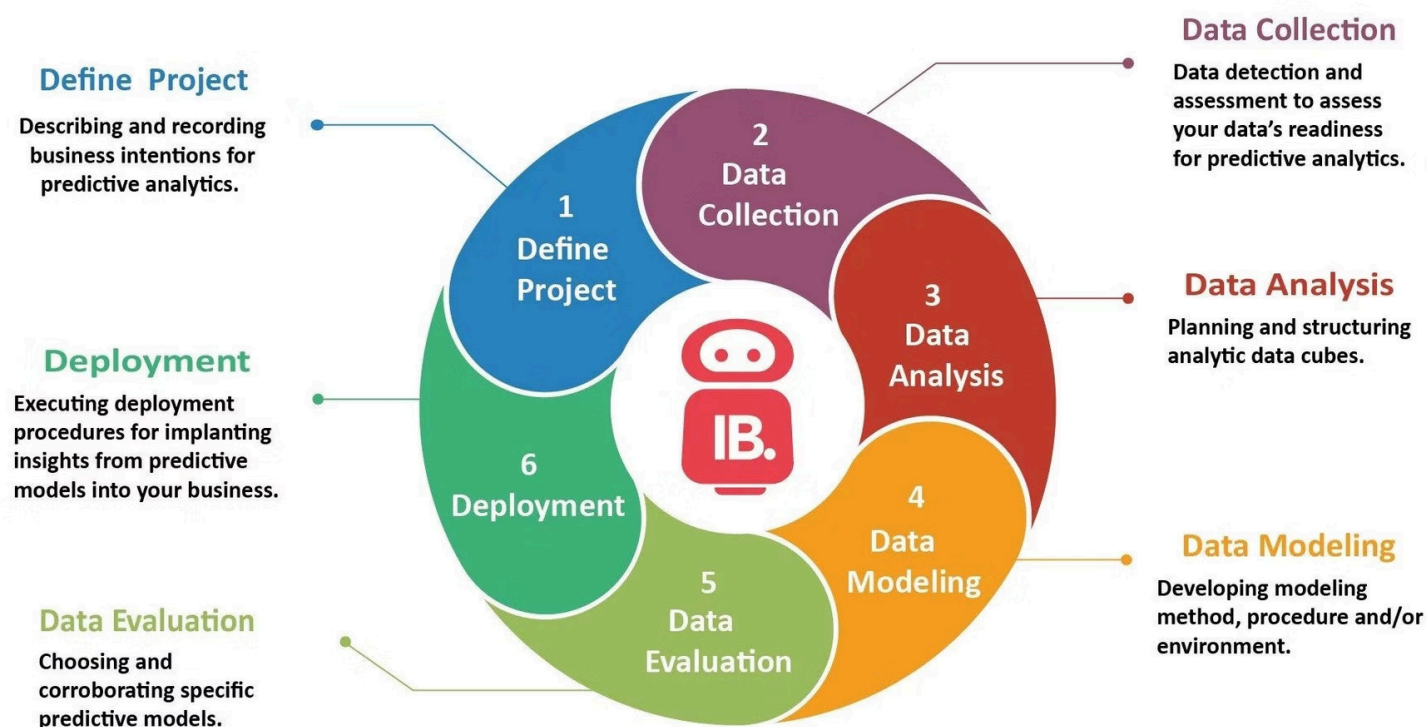 Define Project
Describing and recording
business intentions for
predictive analytics.
Data Collection
Data detection and
assessment to assess
your data's readiness
for predictive analytics.
1
Define
Project
2
Data
Collection
3
Data
Analysis
Data Analysis
Planning and structuring
analytic data cubes.
Deployment
Executing deployment
procedures for implanting
insights from predictive
models into your business.
IB.
6
Deployment
4
Data
Modeling
Data Modeling
Developing modeling
method, procedure and/or
environment.
5
Data
Evaluation
Data Evaluation
Choosing and
corroborating specific
predictive models.